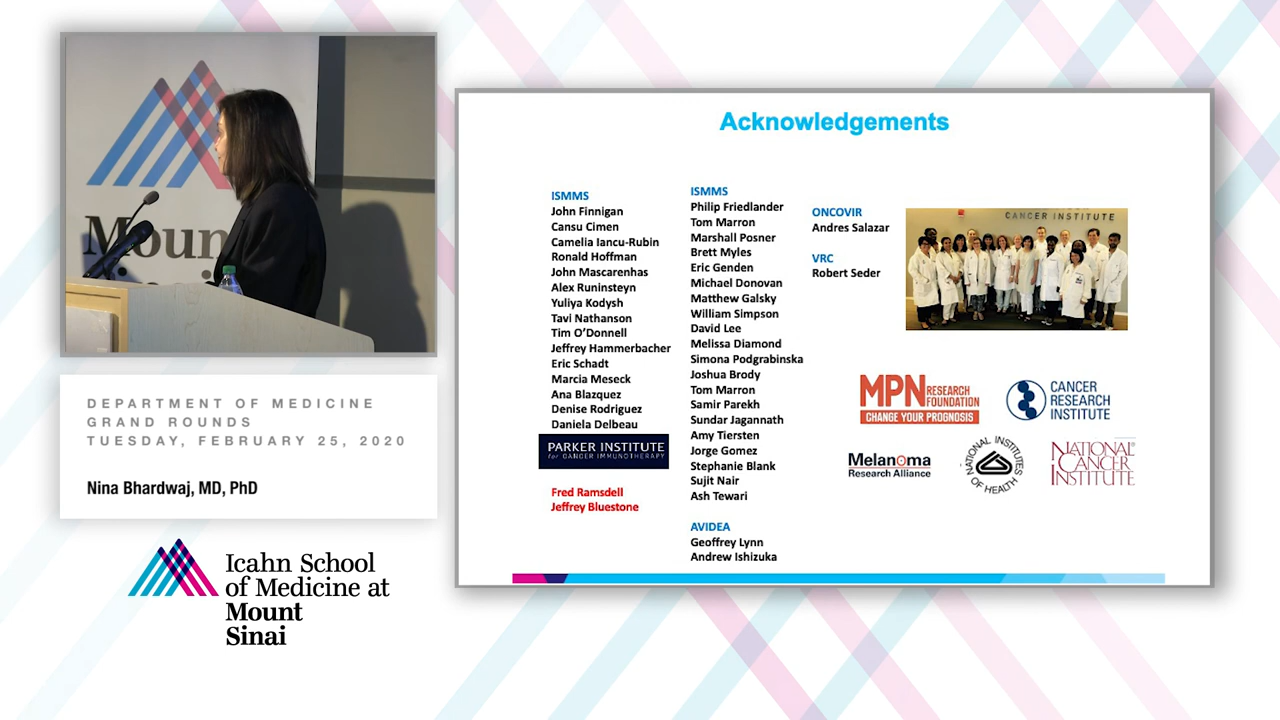 Moun
DEPARTMENT OF MEDICINE
GRAND ROUNDS
TUESDAY, FEBRUARY 25, 2020
Nina Bhardwaj, MD, PhD
Icahn School
of Medicine at
Mount
Sinai
Acknowledgements
ISMMS
John Finnigan
Cansu Cimen
Camelia Iancu-Rubin
Ronald Hoffman
John Mascarenhas
Alex Runinsteyn
Yuliya Kodysh
Tavi Nathanson
Tim O’Donnell
Jeffrey Hammerbacher
Eric Schadt
Marcia Meseck
Ana Blazquez
Denise Rodriguez
Daniela Delbeau
PARKER INSTITUTE
for CANCER IMMUNOTHERAPY
Fred Ramsdell
Jeffrey Bluestone
ISMMS
Philip Friedlander
Tom Marron
Marshall Posner
Brett Myles
Eric Genden
Michael Donovan
Matthew Galsky
William Simpson
David Lee
Melissa Diamond
Simona Podgrabinska
Joshua Brody
Tom Marron
Samir Parekh
Sundar Jagannath
Amy Tiersten
Jorge Gomez
Stephanie Blank
Sujit Nair
Ash Tewari
AVIDEA
Geoffrey Lynn
Andrew Ishizuka
ONCOVIR
Andres Salazar
VRC
Robert Seder
CANCER INSTITUTE
MPN RESEARCH
FOUNDATION
CHANGE YOUR PROGNOSIS
CANCER
RESEARCH
INSTITUTE
Melanoma
Research Alliance
NATIONAL INSTITUTES
OF HEALTH
NATIONAL
CANCER
INSTITUTE